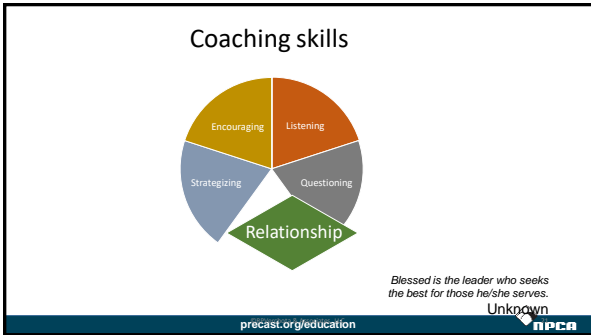 Coaching skills
Encouraging
Listening
Strategizing
Questioning
Relationship
Blessed is the leader who seeks
the best for those he/she serves.
Unknown
precast.org/education
NPCA